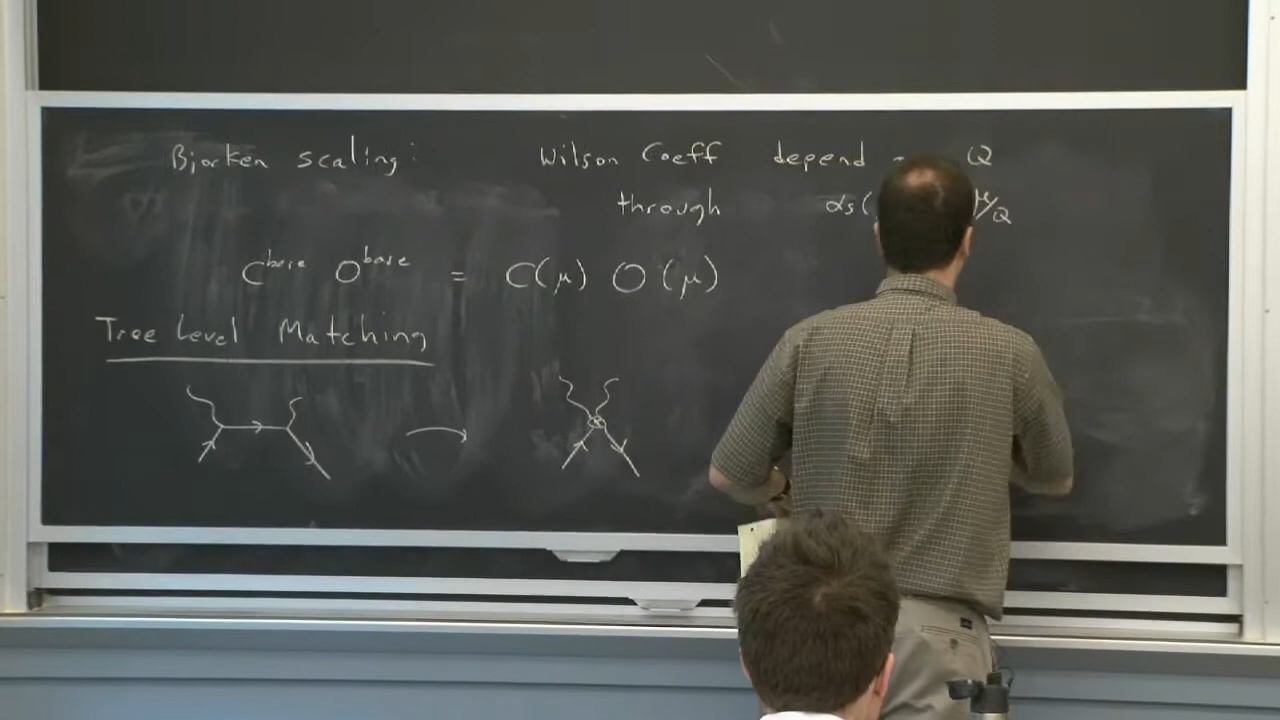 Bjorken scaling: Wilson Coeff depend Q
through αs( μ/Q
C^bare O^bare = C(μ) O(μ)
Tree Level Matching